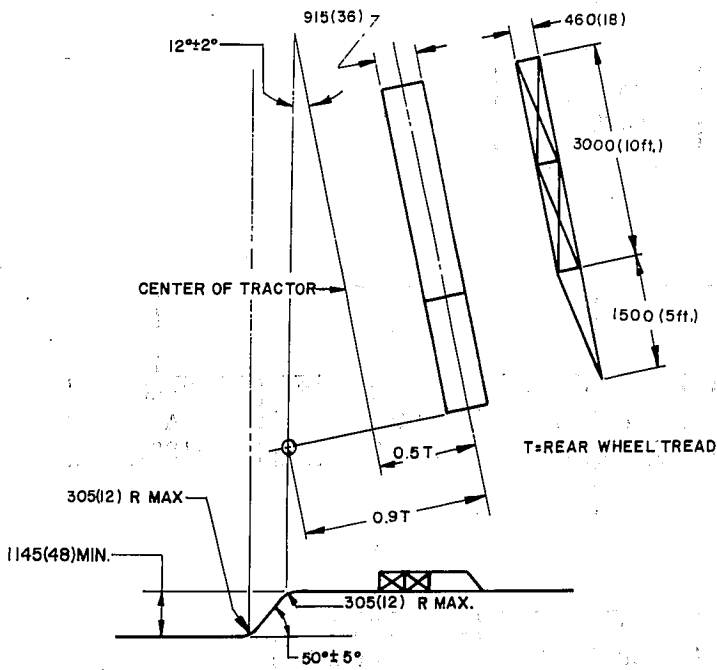 915(36)
460(18)
12°±2°
3000(10ft.)
CENTER OF TRACTOR
1500(5ft.)
0.5T
T=REAR WHEEL TREAD
305(12) R MAX
0.9T
1145(48)MIN.
305(12) R MAX.
50°±5°